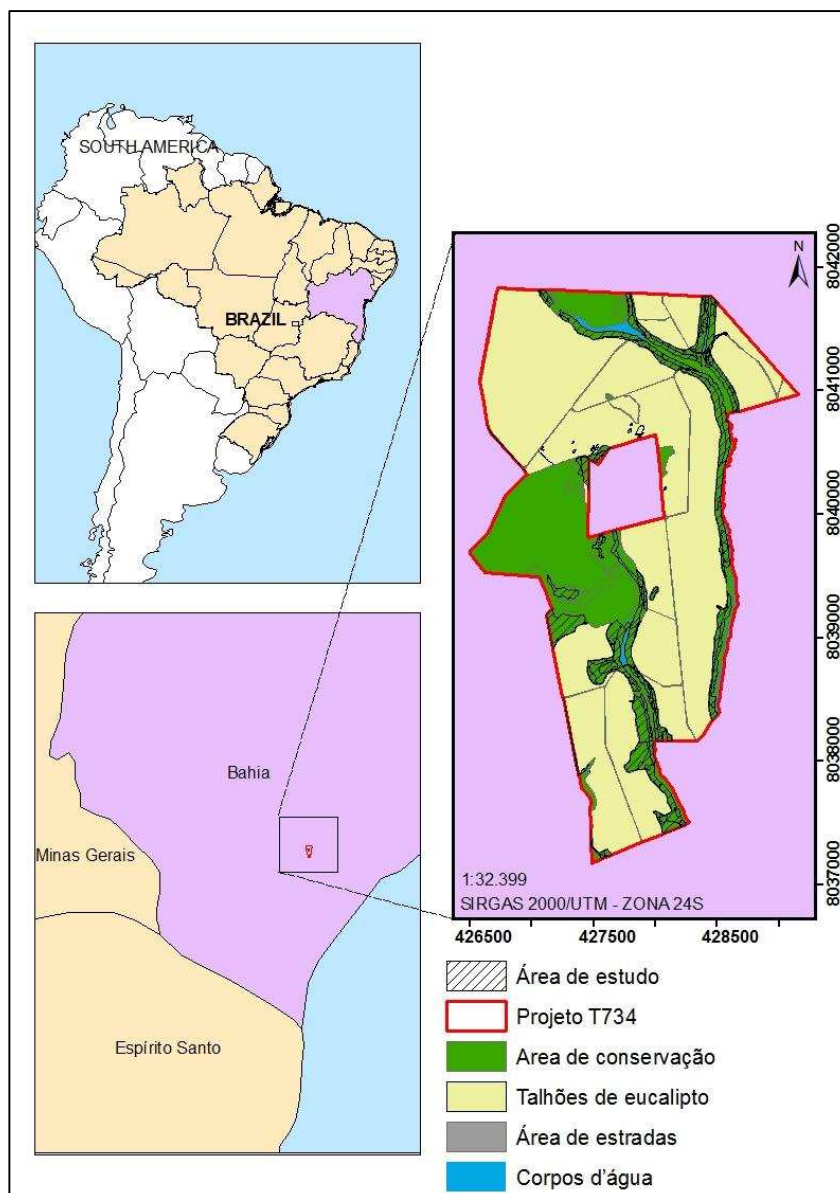 SOUTH AMERICA
BRAZIL
Bahia
Minas Gerais
Espírito Santo
N
8042000
8041000
8040000
8039000
8038000
8037000
1:32.399
SIRGAS 2000/UTM - ZONA 24S
426500 427500 428500
Área de estudo
Projeto T734
Area de conservação
Talhões de eucalipto
Área de estradas
Corpos d'água